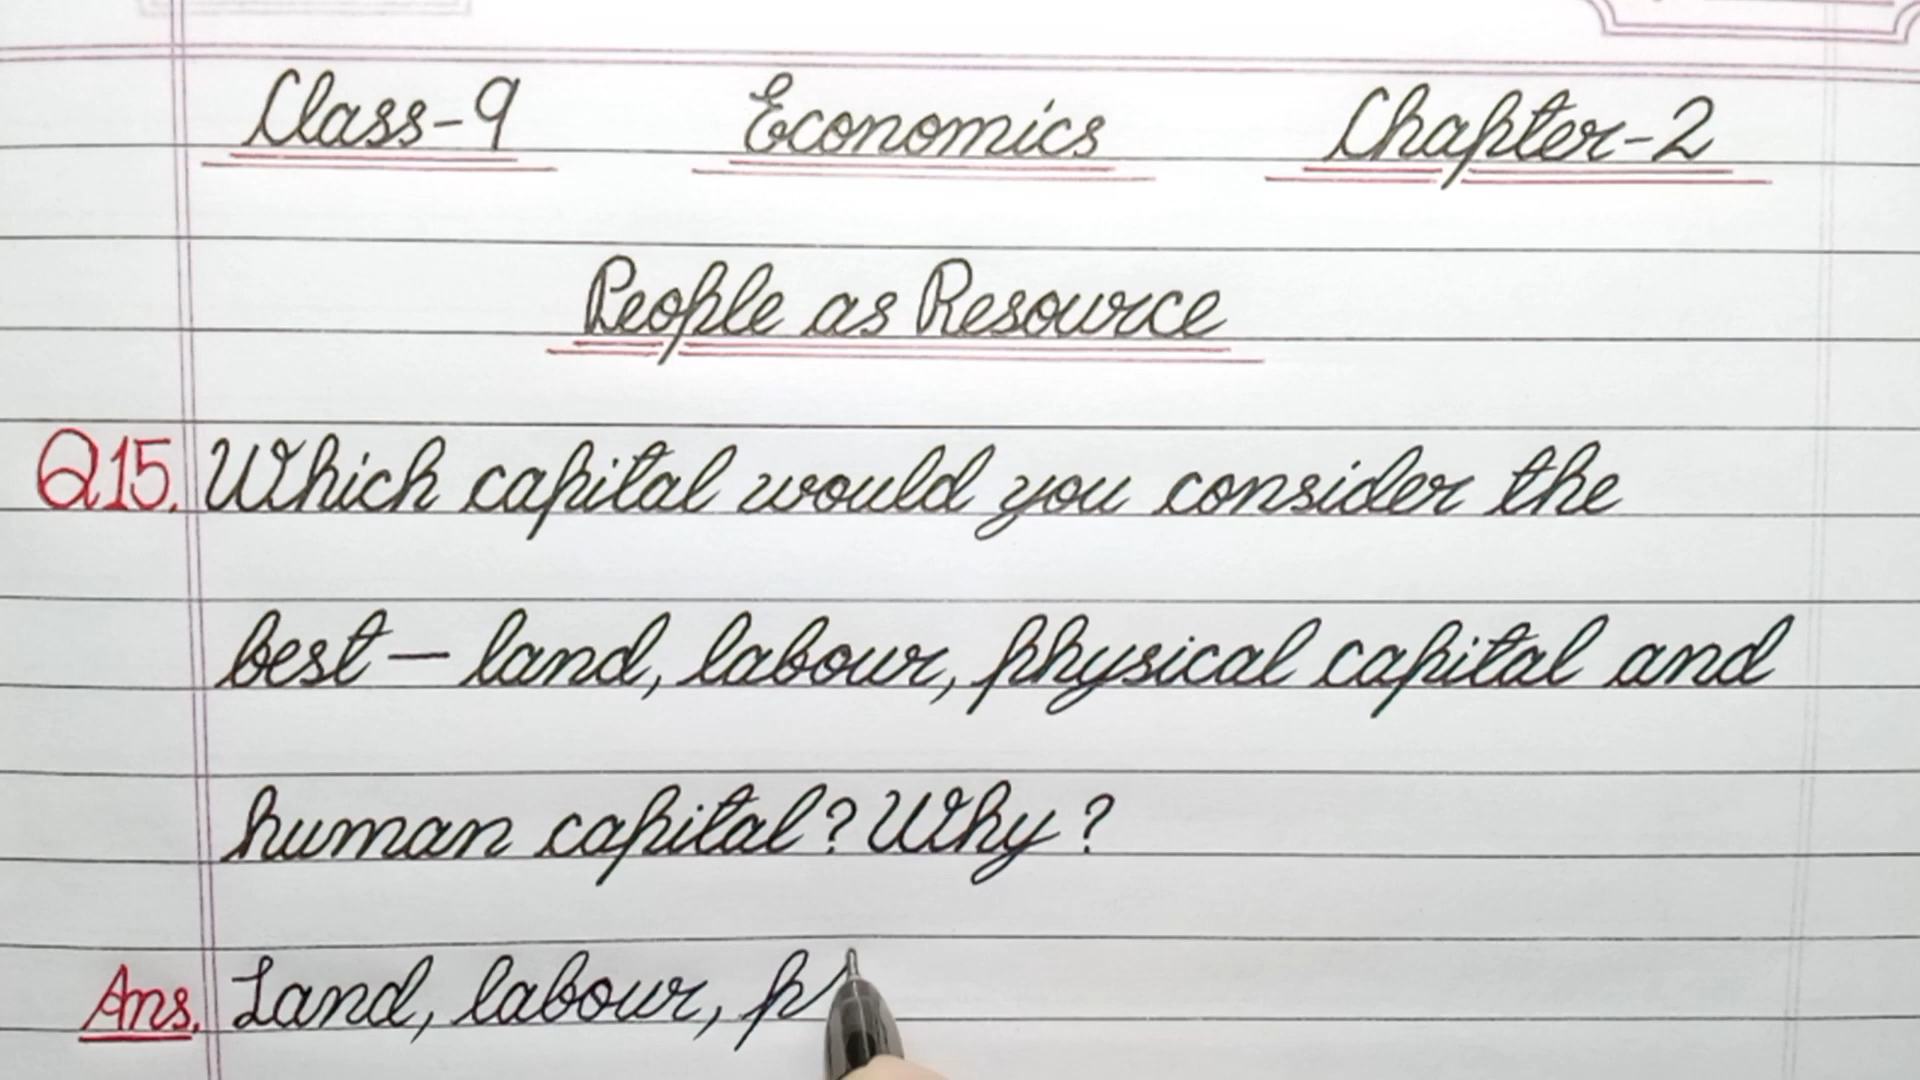 Class-9 Economics Chapter-2
People as Resource
Q15. Which capital would you consider the
best — land, labour, physical capital and
human capital? Why?
Ans. Land, labour, p